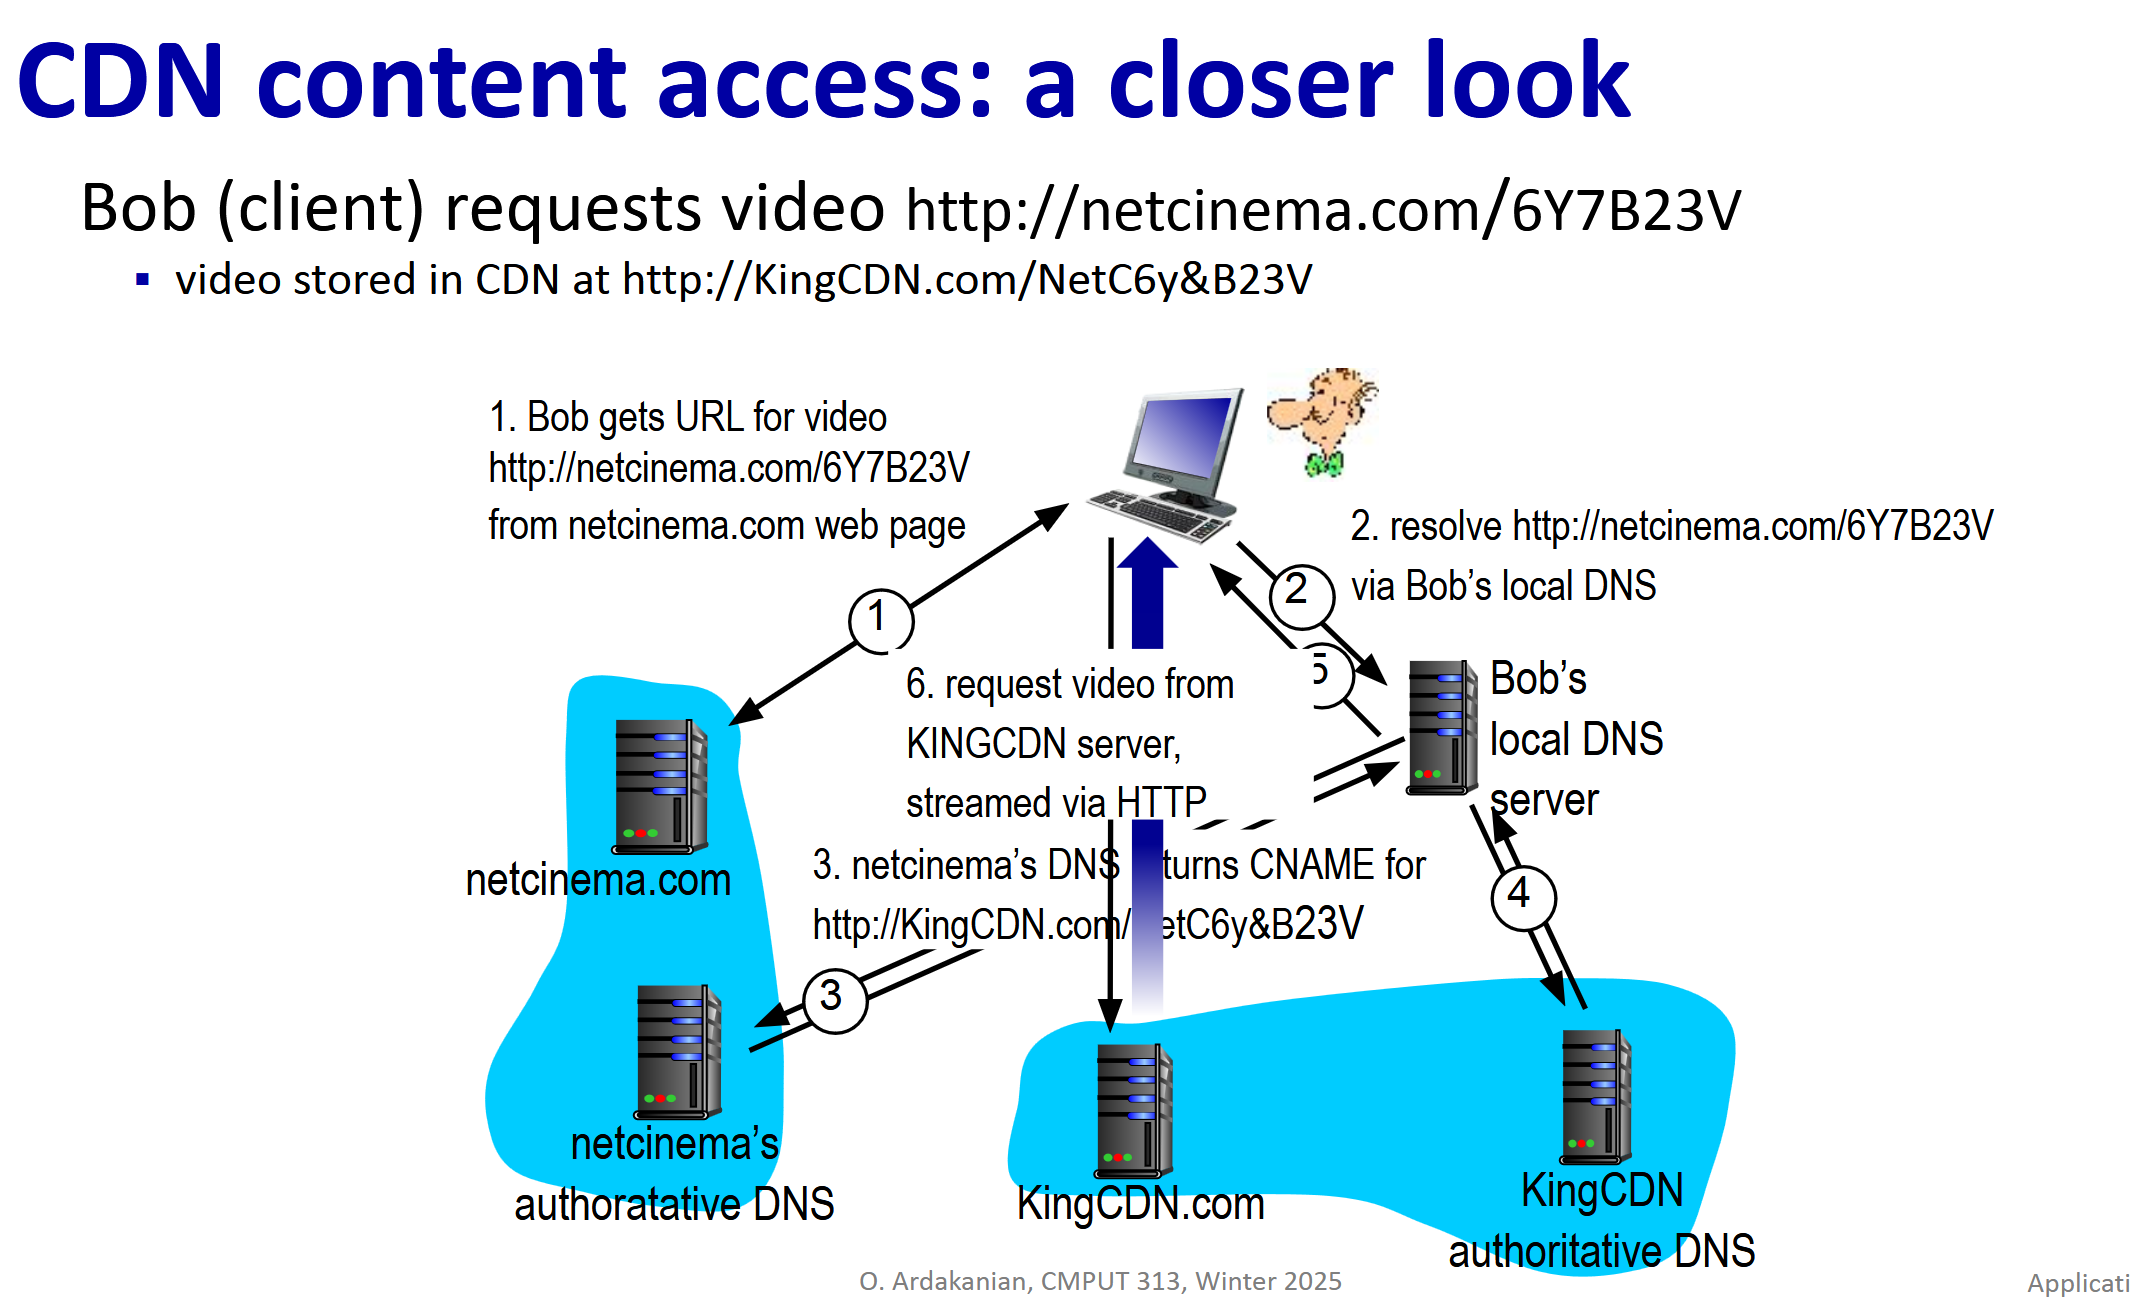 CDN content access: a closer look
Bob (client) requests video http://netcinema.com/6Y7B23V
▪ video stored in CDN at http://KingCDN.com/NetC6y&B23V
1. Bob gets URL for video
http://netcinema.com/6Y7B23V
from netcinema.com web page
2. resolve http://netcinema.com/6Y7B23V
via Bob's local DNS
1
2
5
6. request video from
KINGCDN server,
streamed via HTTP
Bob's
local DNS
server
netcinema.com
3. netcinema's DNS turns CNAME for
http://KingCDN.com/ etC6y&B23V
4
3
netcinema's
authoratative DNS
KingCDN.com
KingCDN
authoritative DNS
O. Ardakanian, CMPUT 313, Winter 2025
Applicati